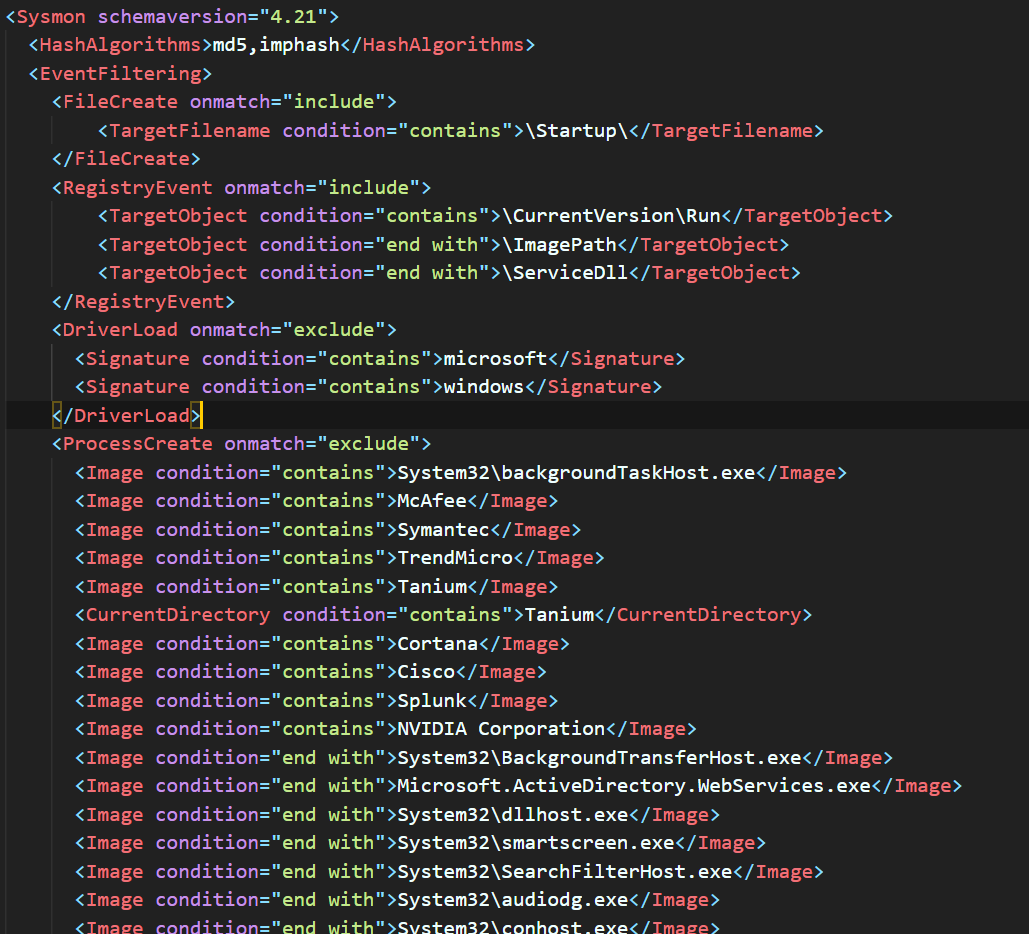 <Sysmon schemaversion="4.21">
<HashAlgorithms>md5,imphash</HashAlgorithms>
<EventFiltering>
<FileCreate onmatch="include">
<TargetFilename condition="contains">\Startup\</TargetFilename>
</FileCreate>
<RegistryEvent onmatch="include">
<TargetObject condition="contains">\CurrentVersion\Run</TargetObject>
<TargetObject condition="end with">\ImagePath</TargetObject>
<TargetObject condition="end with">\ServiceDll</TargetObject>
</RegistryEvent>
<DriverLoad onmatch="exclude">
<Signature condition="contains">microsoft</Signature>
<Signature condition="contains">windows</Signature>
</DriverLoad>
<ProcessCreate onmatch="exclude">
<Image condition="contains">System32\backgroundTaskHost.exe</Image>
<Image condition="contains">McAfee</Image>
<Image condition="contains">Symantec</Image>
<Image condition="contains">TrendMicro</Image>
<Image condition="contains">Tanium</Image>
<CurrentDirectory condition="contains">Tanium</CurrentDirectory>
<Image condition="contains">Cortana</Image>
<Image condition="contains">Cisco</Image>
<Image condition="contains">Splunk</Image>
<Image condition="contains">NVIDIA Corporation</Image>
<Image condition="end with">System32\BackgroundTransferHost.exe</Image>
<Image condition="end with">Microsoft.ActiveDirectory.WebServices.exe</Image>
<Image condition="end with">System32\dllhost.exe</Image>
<Image condition="end with">System32\smartscreen.exe</Image>
<Image condition="end with">System32\SearchFilterHost.exe</Image>
<Image condition="end with">System32\audiodg.exe</Image>
<Image condition="end with">System32\conhost.exe</Image>